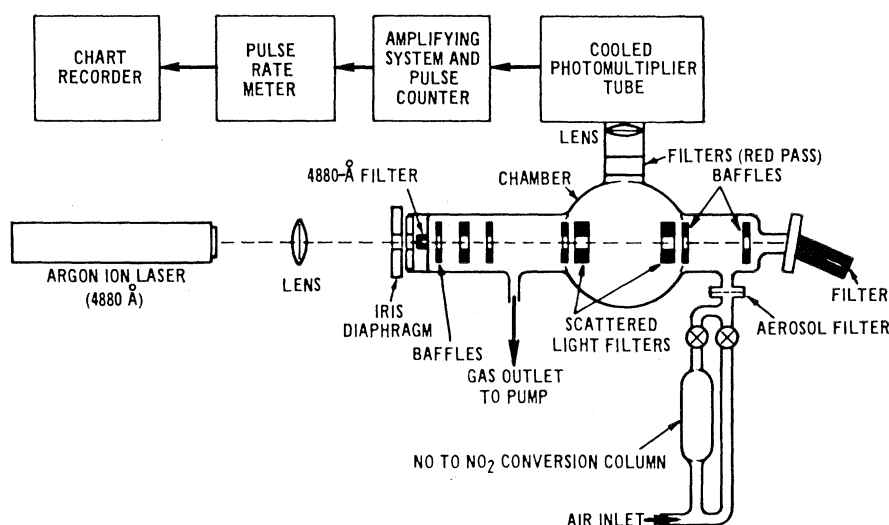 CHART
RECORDER
PULSE
RATE
METER
AMPLIFYING
SYSTEM AND
PULSE
COUNTER
COOLED
PHOTOMULTIPLIER
TUBE
LENS
FILTERS (RED PASS)
BAFFLES
4880-Å FILTER
CHAMBER
ARGON ION LASER
(4880 Å)
LENS
IRIS
DIAPHRAGM
BAFFLES
GAS OUTLET
TO PUMP
SCATTERED
LIGHT FILTERS
FILTER
AEROSOL FILTER
NO TO NO₂ CONVERSION COLUMN
AIR INLET